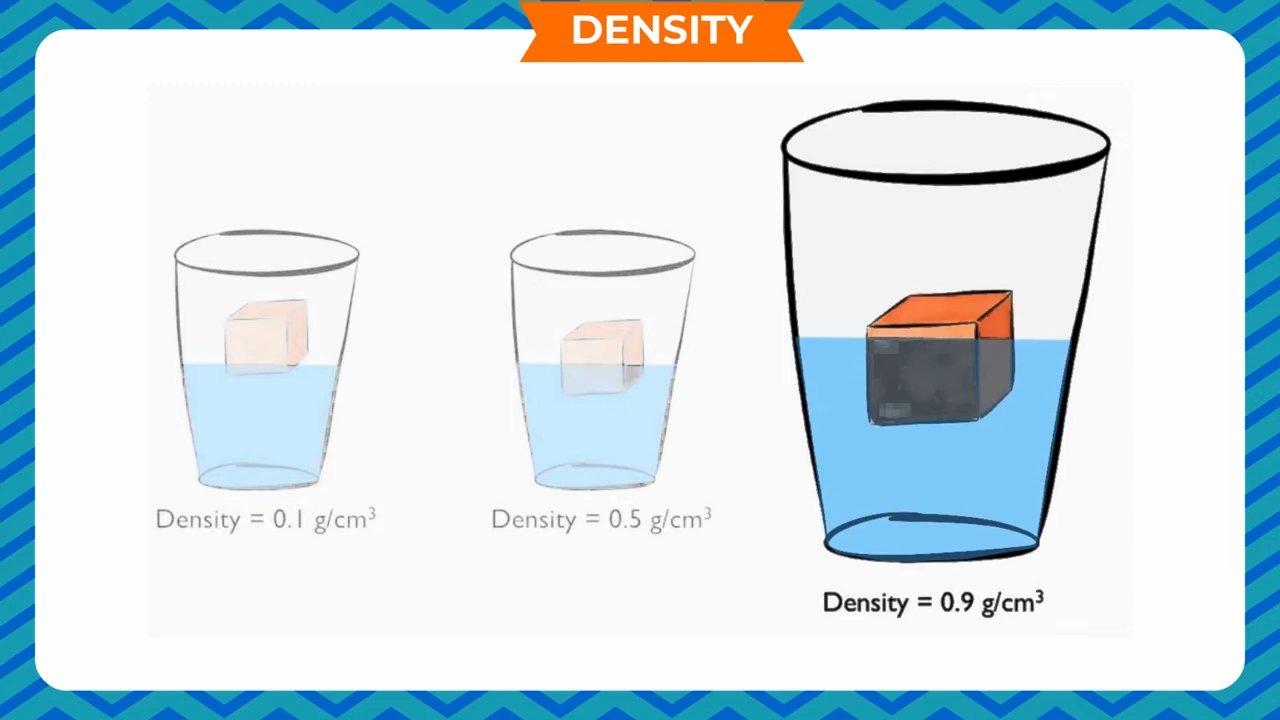 DENSITY
Density = 0.1 g/cm³
Density = 0.5 g/cm³
Density = 0.9 g/cm³